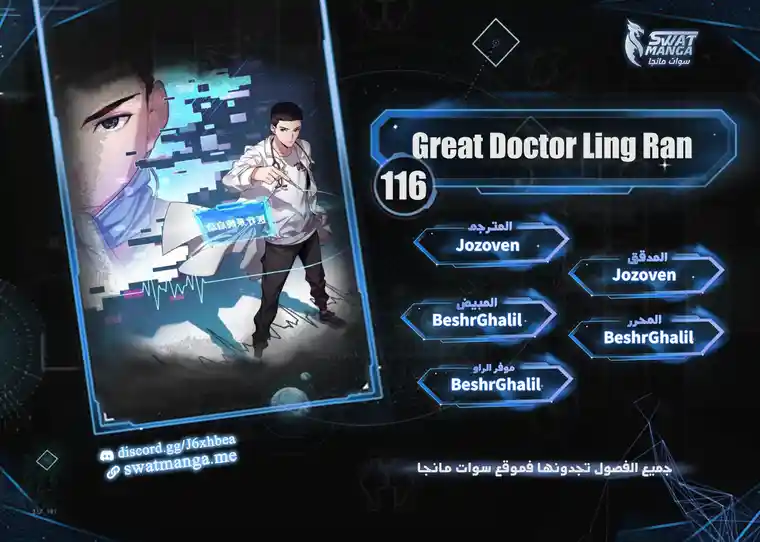 SWAT
MANGA
سوات مانجا
Great Doctor Ling Ran
116
المترجم
Jozoven
المدقق
Jozoven
المبيض
BeshrGhalil
المحرر
BeshrGhalil
موفر الراو
BeshrGhalil
discord.gg/J6xhbea
swatmanga.me
جميع الفصول تجدونها فموقع سوات مانجا